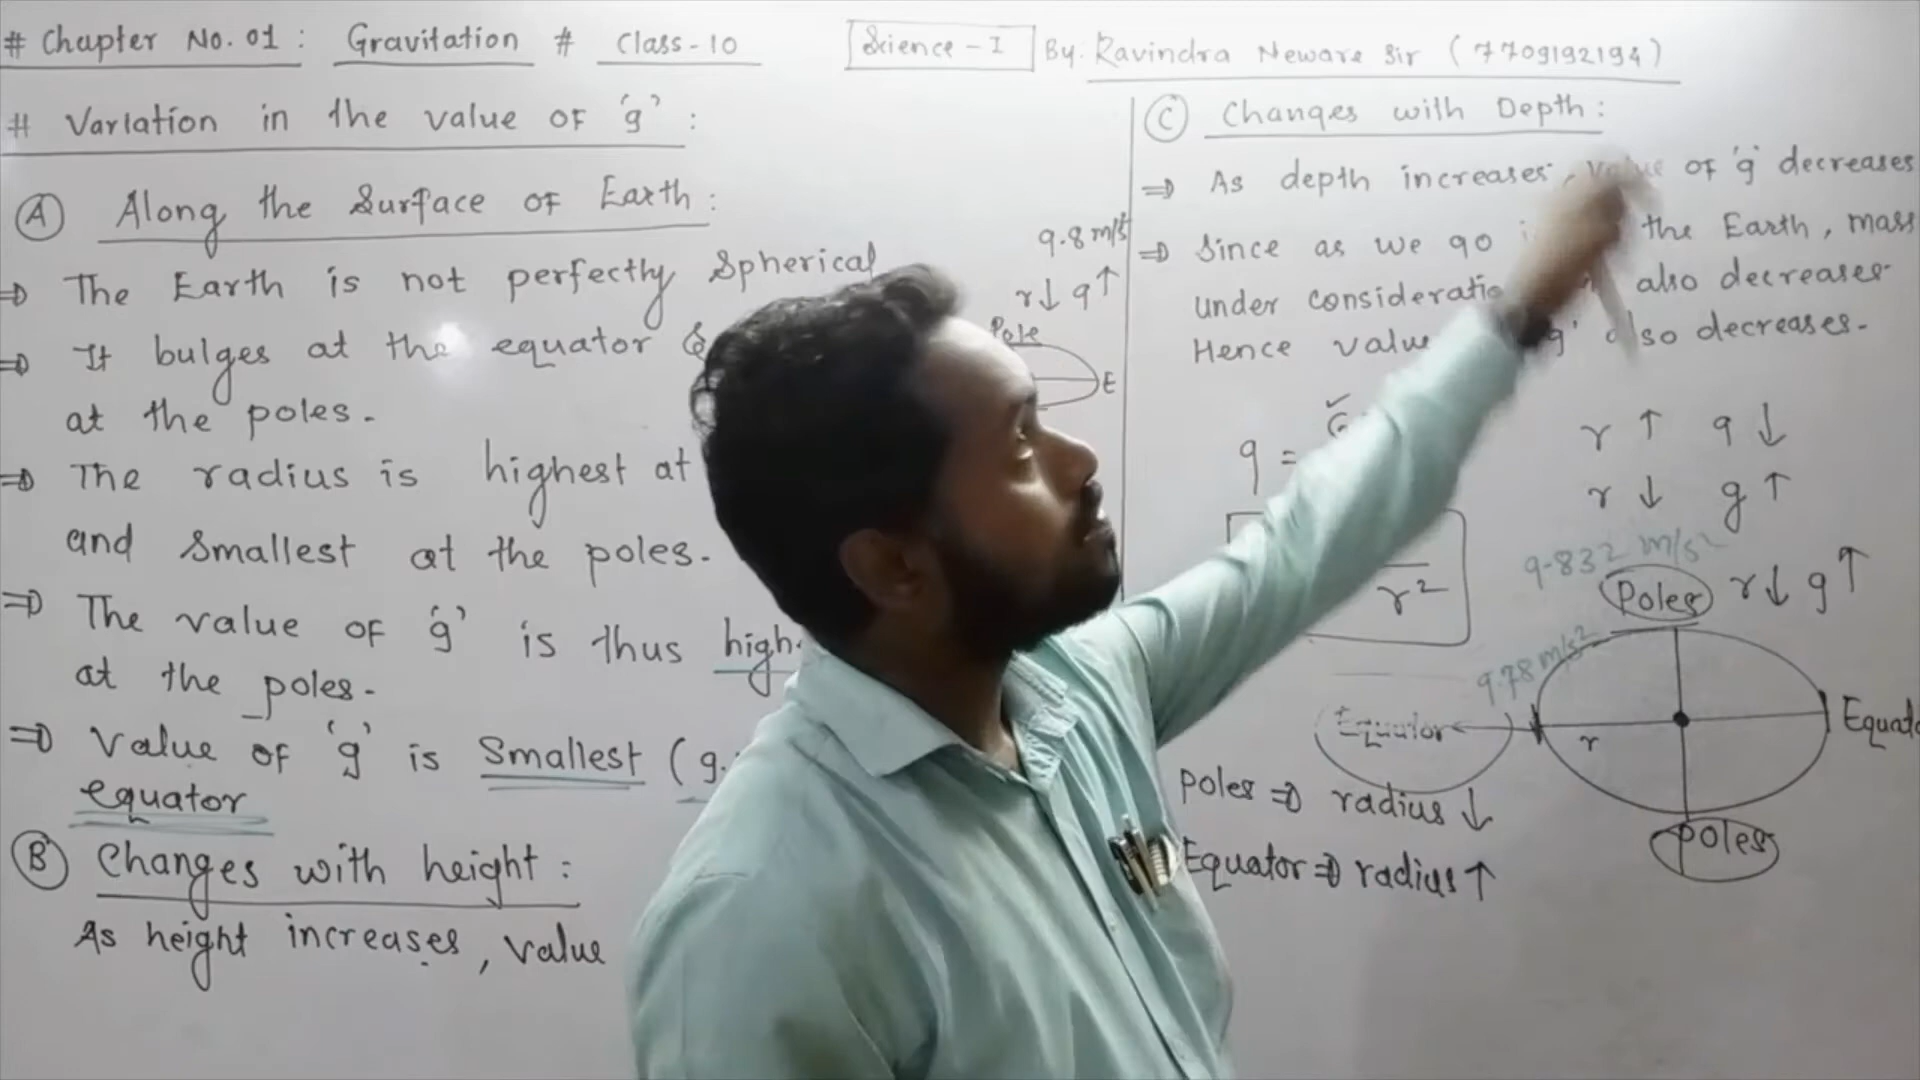 # Chapter No. 01 : Gravitation # Class-10 Science-I By. Ravindra Neware Sir (7709192194)
# Variation in the value of 'g' :
(A) Along the Surface of Earth :
⇒ The Earth is not perfectly Spherical
⇒ It bulges at the equator &
at the poles.
⇒ The radius is highest at
and smallest at the poles.
⇒ The value of 'g' is thus high
at the poles.
⇒ Value of 'g' is Smallest (g.
equator
(B) Changes with height :
As height increases, value
9.8 m/s²
r↓ g↑
Pole
E
(C) Changes with Depth :
⇒ As depth increases, value of 'g' decreases
⇒ Since as we go the Earth, mass
under also decreases
Hence value g' also decreases.
g =
r²
r ↑ g ↓
r ↓ g ↑
9.832 m/s²
Poles r↓ g↑
9.78 m/s²
Equator r
Poles
Poles ⇒ radius ↓
Equator ⇒ radius ↑